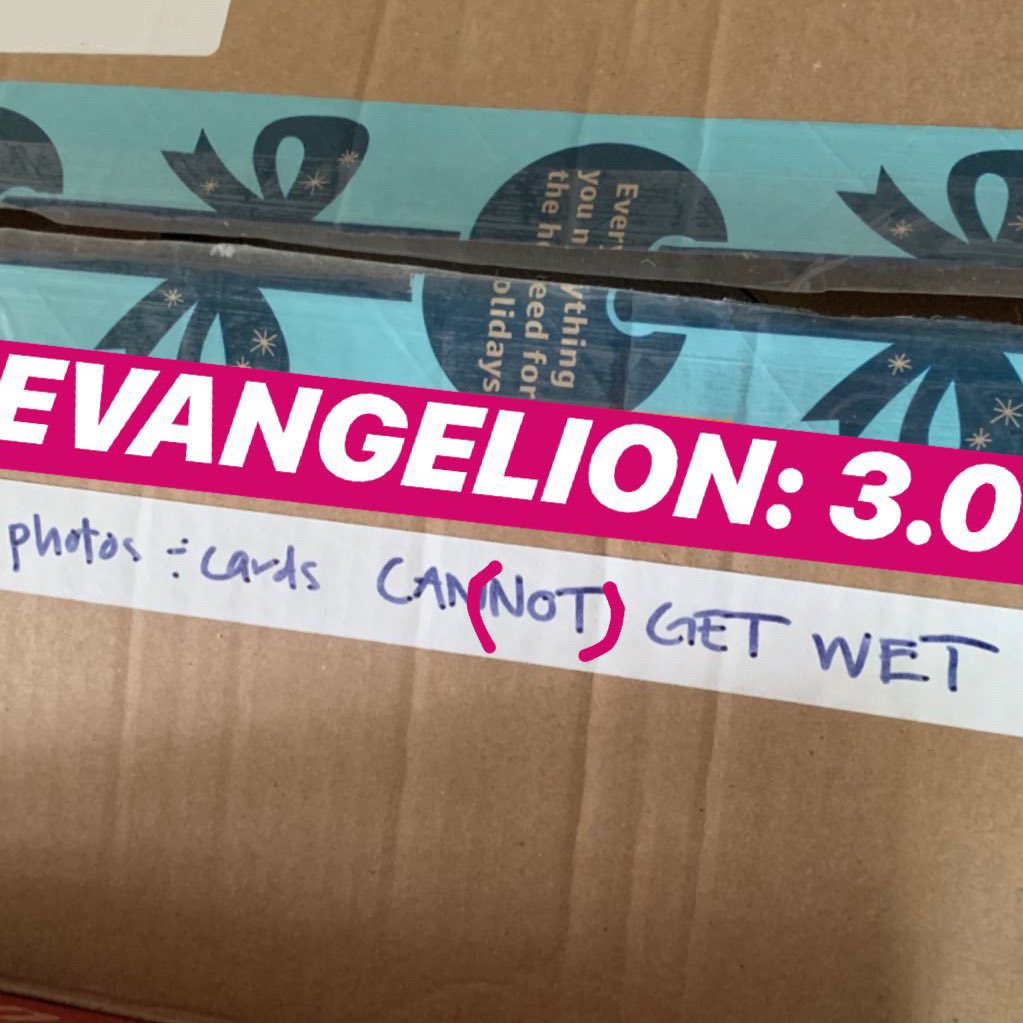 Every
you n
the h
ything
eed for
olidays
EVANGELION: 3.0
photos & cards CAN(NOT) GET WET